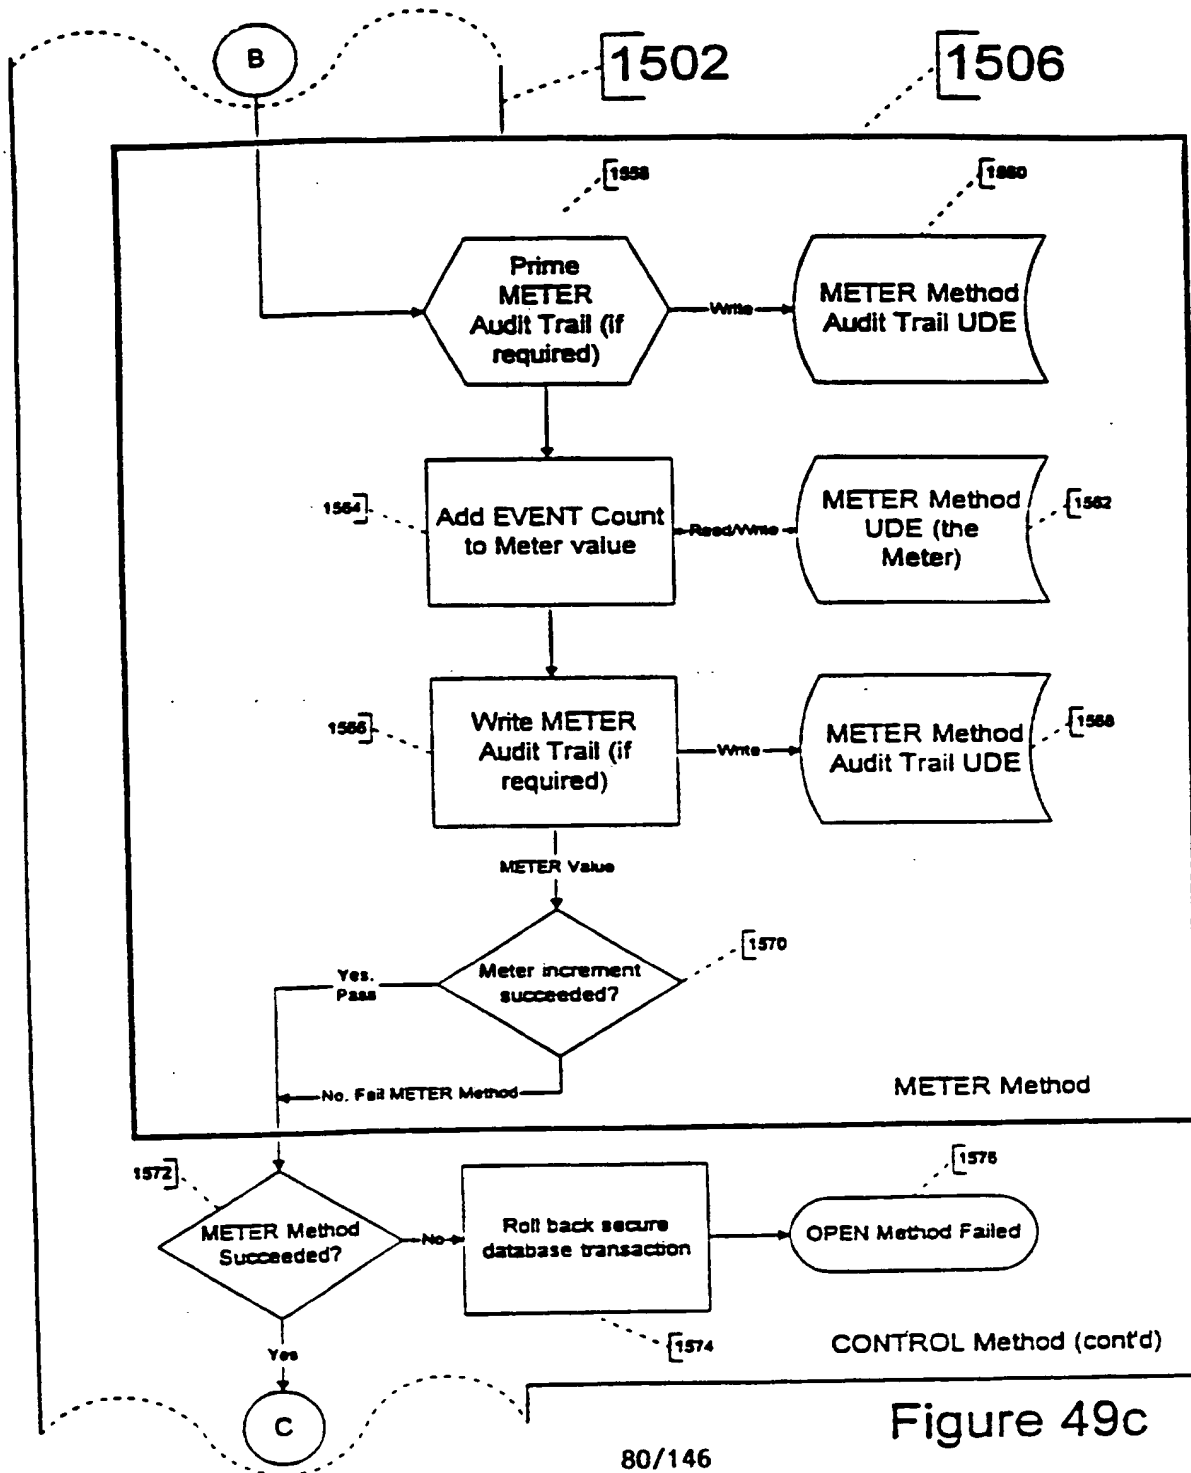 B
1502
1506
1558
1560
Prime
METER
Audit Trail (if
required)
Write
METER Method
Audit Trail UDE
1564
Add EVENT Count
to Meter value
Read/Write
METER Method
UDE (the
Meter)
1562
1566
Write METER
Audit Trail (if
required)
Write
METER Method
Audit Trail UDE
1568
METER Value
1570
Meter increment
succeeded?
Yes.
Pass
No. Fail METER Method
METER Method
1572
METER Method
Succeeded?
No
Roll back secure
database transaction
1576
OPEN Method Failed
1574
Yes
CONTROL Method (cont'd)
C
Figure 49c
80/146